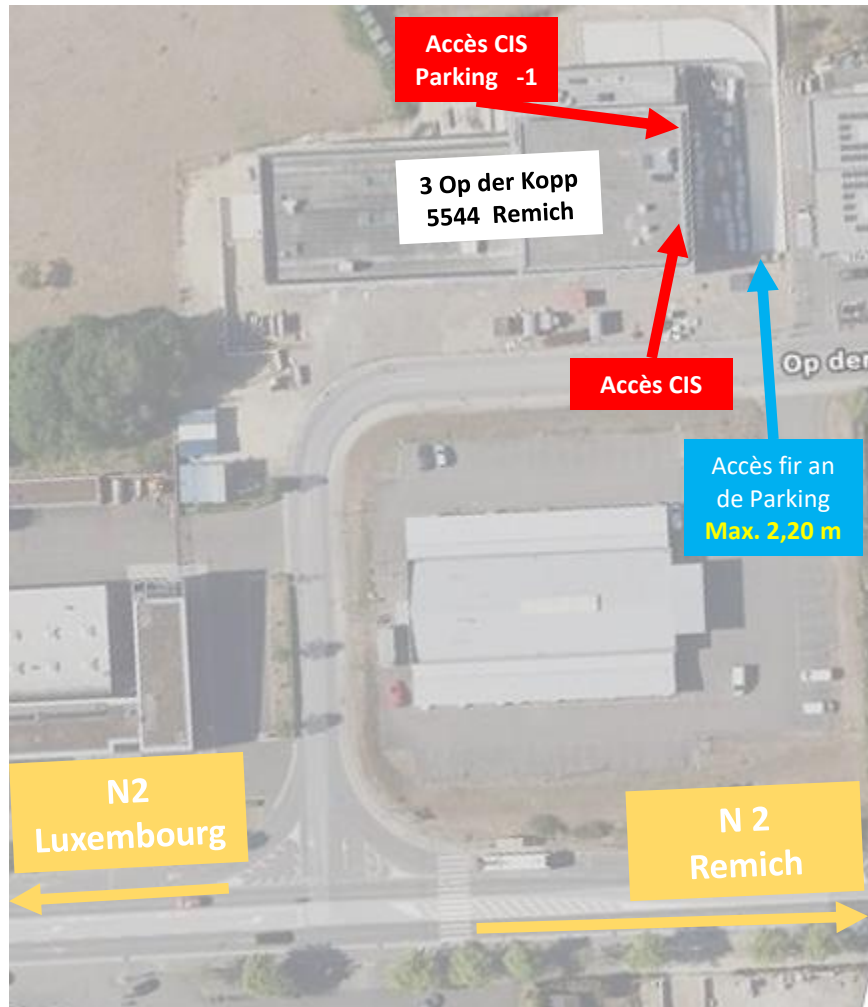 Accès CIS
Parking -1
3 Op der Kopp
5544 Remich
Accès CIS
Op der
Accès fir an
de Parking
Max. 2,20 m
N2
Luxembourg
N 2
Remich